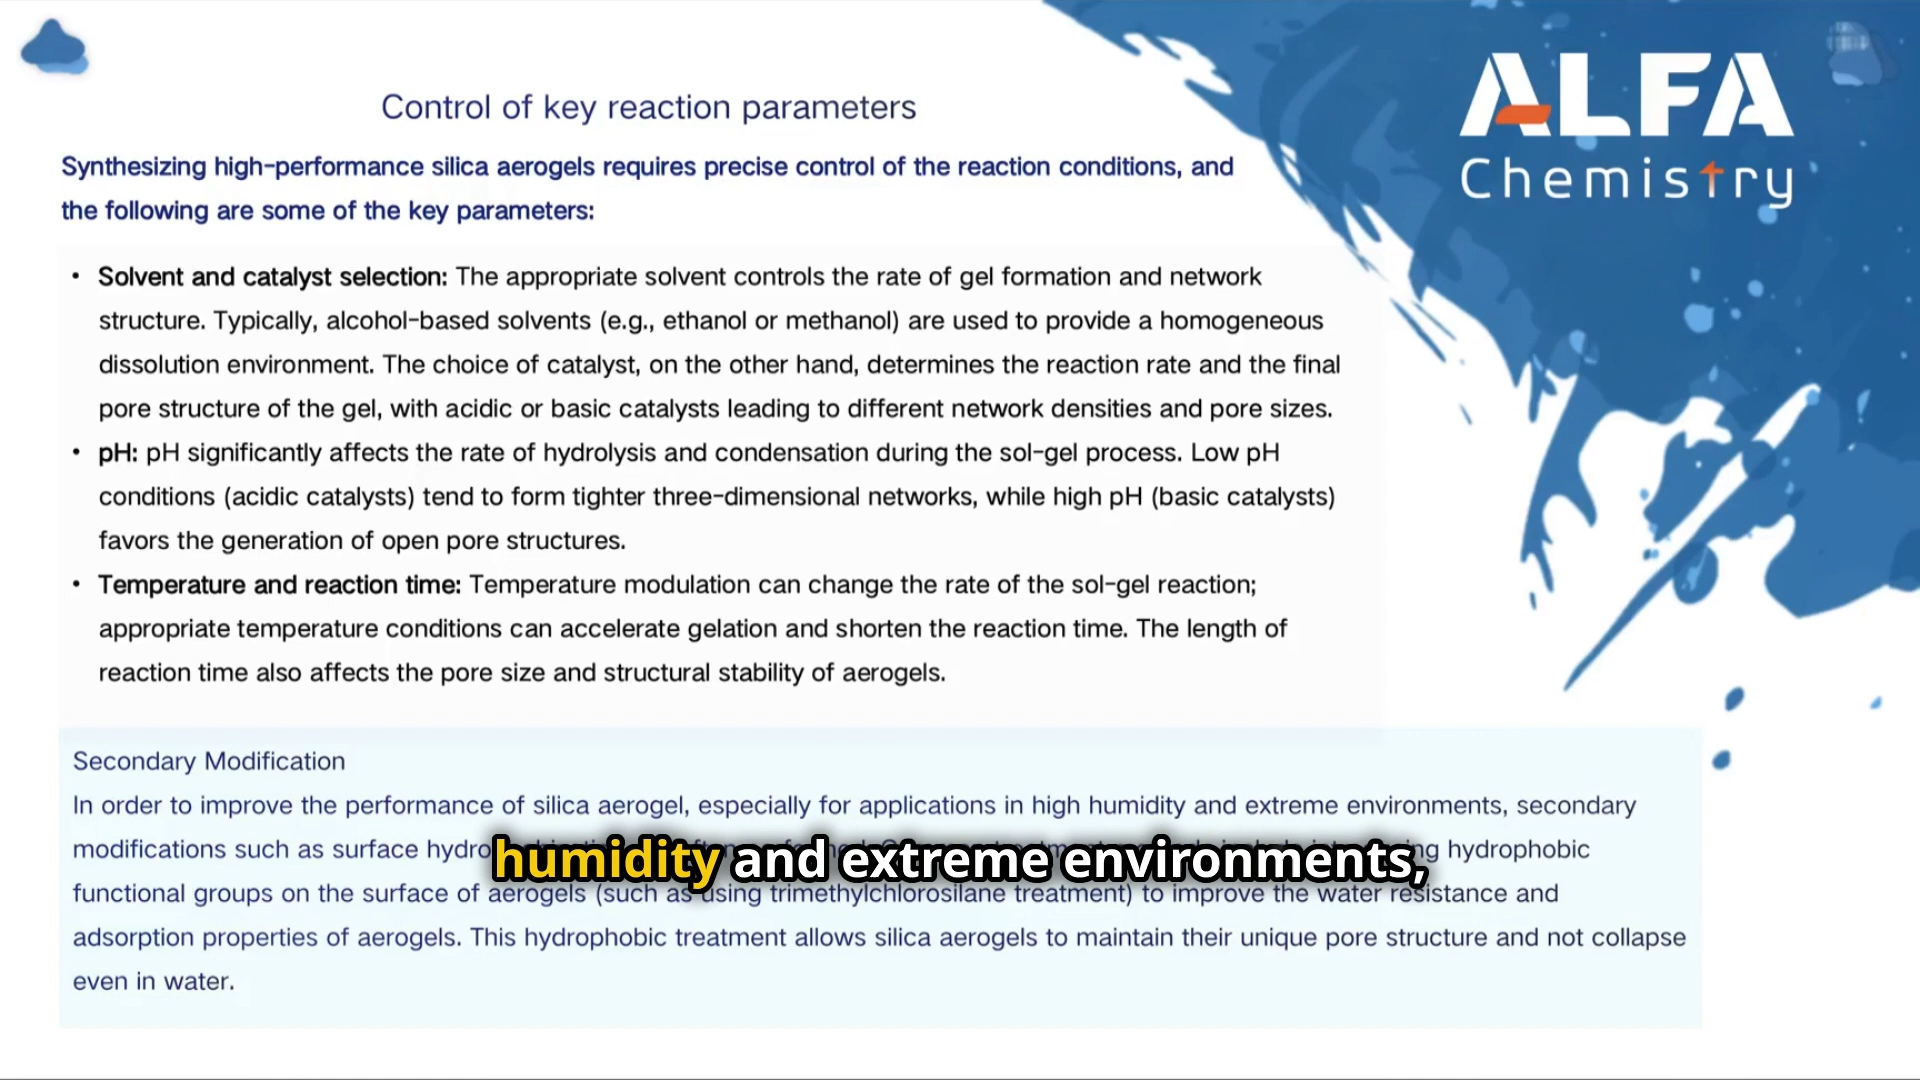 ALFA
Chemistry
Control of key reaction parameters
Synthesizing high-performance silica aerogels requires precise control of the reaction conditions, and
the following are some of the key parameters:
• Solvent and catalyst selection: The appropriate solvent controls the rate of gel formation and network
structure. Typically, alcohol-based solvents (e.g., ethanol or methanol) are used to provide a homogeneous
dissolution environment. The choice of catalyst, on the other hand, determines the reaction rate and the final
pore structure of the gel, with acidic or basic catalysts leading to different network densities and pore sizes.
• pH: pH significantly affects the rate of hydrolysis and condensation during the sol-gel process. Low pH
conditions (acidic catalysts) tend to form tighter three-dimensional networks, while high pH (basic catalysts)
favors the generation of open pore structures.
• Temperature and reaction time: Temperature modulation can change the rate of the sol-gel reaction;
appropriate temperature conditions can accelerate gelation and shorten the reaction time. The length of
reaction time also affects the pore size and structural stability of aerogels.
Secondary Modification
In order to improve the performance of silica aerogel, especially for applications in high humidity and extreme environments, secondary
modifications such as surface hydrophobic
humidity and extreme environments,
functional groups on the surface of aerogels (such as using trimethylchlorosilane treatment) to improve the water resistance and
adsorption properties of aerogels. This hydrophobic treatment allows silica aerogels to maintain their unique pore structure and not collapse
even in water.